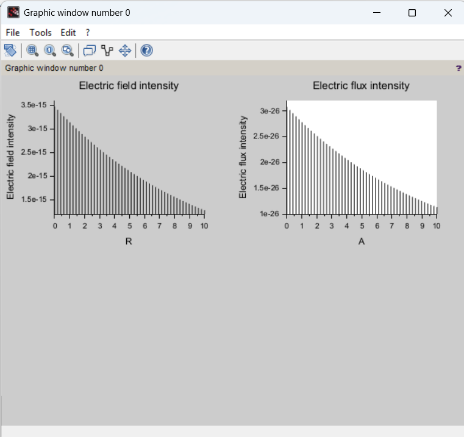 Graphic window number 0
File Tools Edit ?
Graphic window number 0 ?
Electric field intensity
Electric field intensity
3.5e-15
3e-15
2.5e-15
2e-15
1.5e-15
0 1 2 3 4 5 6 7 8 9 10
R
Electric flux intensity
Electric flux intensity
3e-26
2.5e-26
2e-26
1.5e-26
1e-26
0 1 2 3 4 5 6 7 8 9 10
A